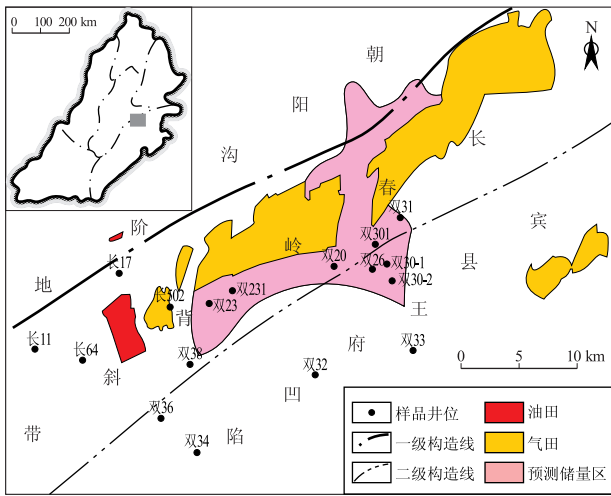 0 100 200 km
N
朝
阳
沟
阶
地
长
春
岭
背
斜
带
宾
县
王
府
凹
陷
双31
双301
双26
双30-1
双30-2
双20
双231
双23
长17
长502
长11
长64
双38
双33
双32
双36
双34
0 5 10 km
样品井位
油田
一级构造线
气田
二级构造线
预测储量区